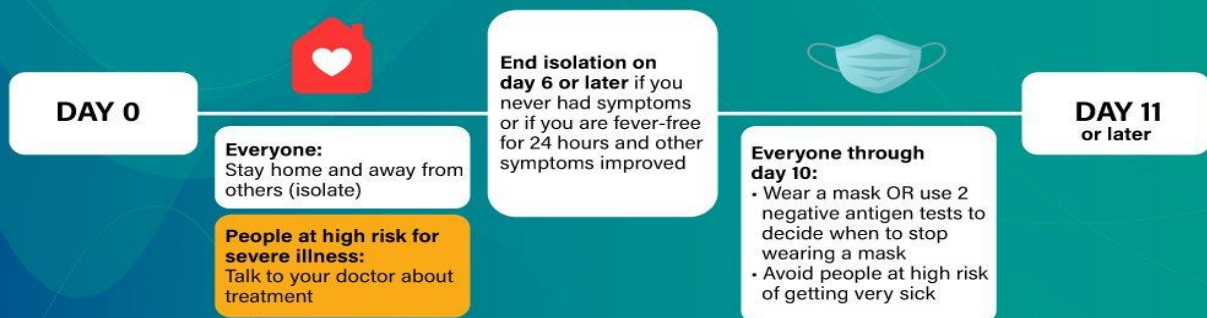 DAY 0
Everyone:
Stay home and away from
others (isolate)
People at high risk for
severe illness:
Talk to your doctor about
treatment
End isolation on
day 6 or later if you
never had symptoms
or if you are fever-free
for 24 hours and other
symptoms improved
Everyone through
day 10:
• Wear a mask OR use 2
negative antigen tests to
decide when to stop
wearing a mask
• Avoid people at high risk
of getting very sick
DAY 11
or later